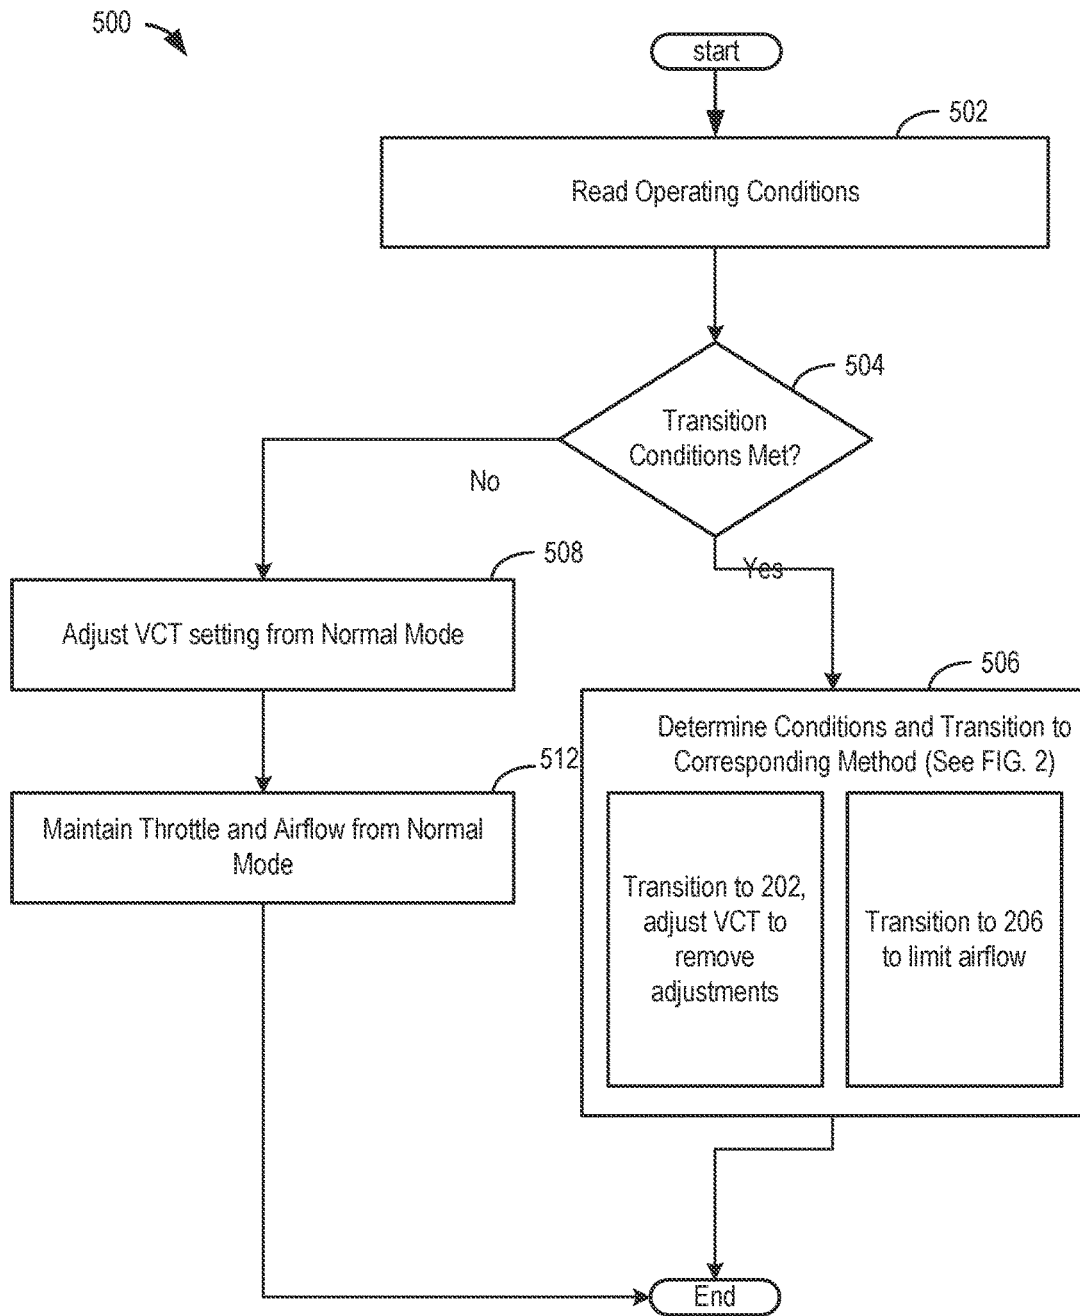 500
start
502
Read Operating Conditions
504
Transition
Conditions Met?
No
Yes
508
Adjust VCT setting from Normal Mode
506
Determine Conditions and Transition to
Corresponding Method (See FIG. 2)
512
Maintain Throttle and Airflow from Normal
Mode
Transition to 202,
adjust VCT to
remove
adjustments
Transition to 206
to limit airflow
End